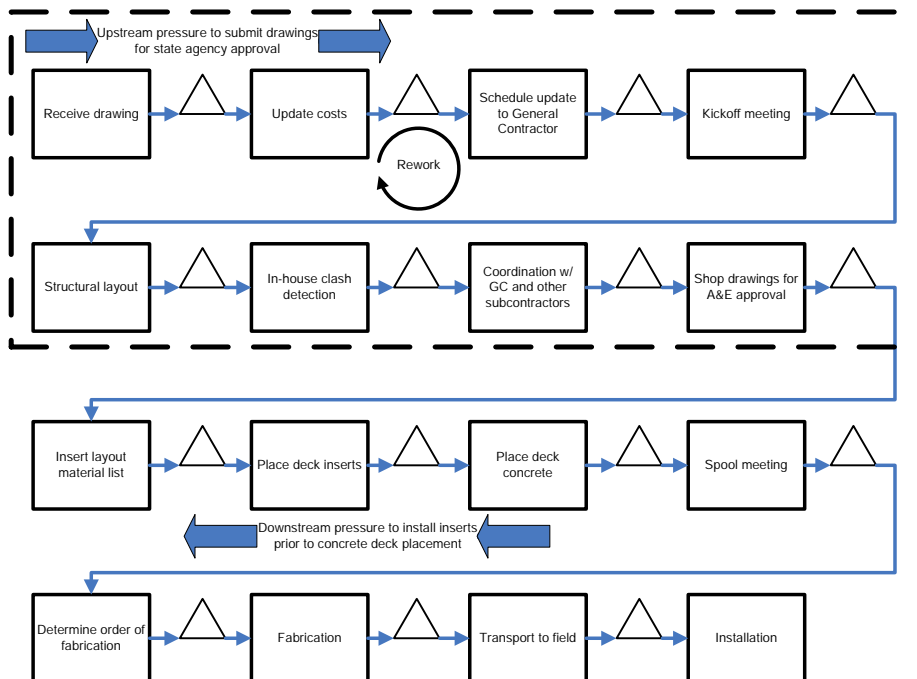 Upstream pressure to submit drawings
for state agency approval
Receive drawing
Update costs
Schedule update
to General
Contractor
Kickoff meeting
Rework
Structural layout
In-house clash
detection
Coordination w/
GC and other
subcontractors
Shop drawings for
A&E approval
Insert layout
material list
Place deck inserts
Place deck
concrete
Spool meeting
Downstream pressure to install inserts
prior to concrete deck placement
Determine order of
fabrication
Fabrication
Transport to field
Installation